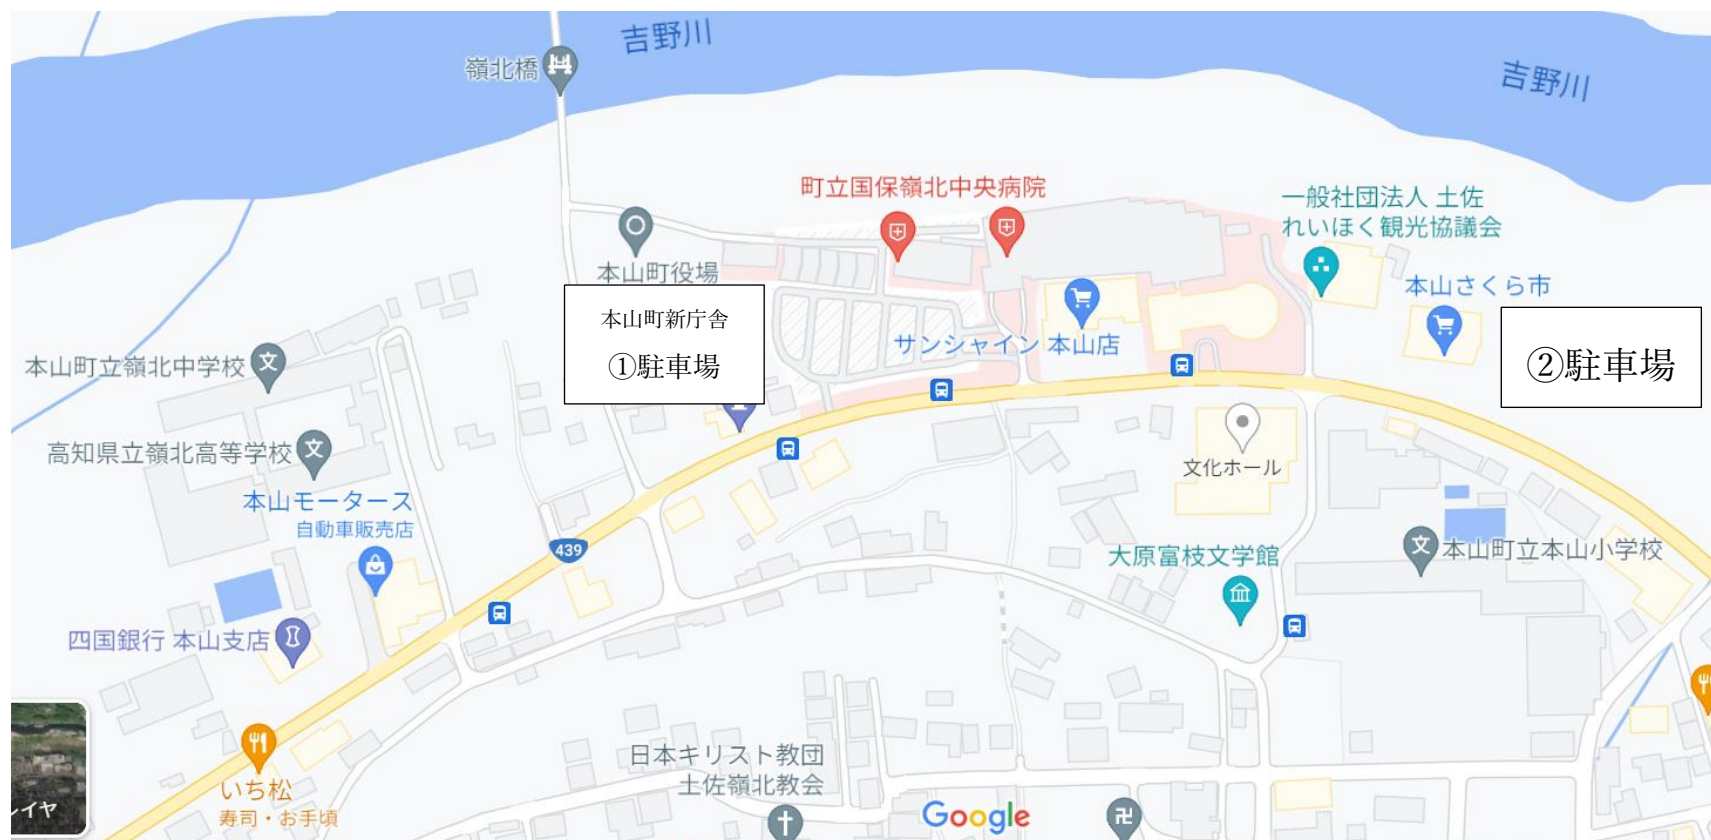 吉野川
嶺北橋
吉野川
町立国保嶺北中央病院
一般社団法人 土佐
れいほく観光協議会
本山町役場
本山さくら市
本山町新庁舎
①駐車場
サンシャイン 本山店
②駐車場
本山町立嶺北中学校
高知県立嶺北高等学校
文化ホール
本山モータース
自動車販売店
439
大原富枝文学館
本山町立本山小学校
四国銀行 本山支店
日本キリスト教団
土佐嶺北教会
いち松
寿司・お手頃
レイヤ
Google